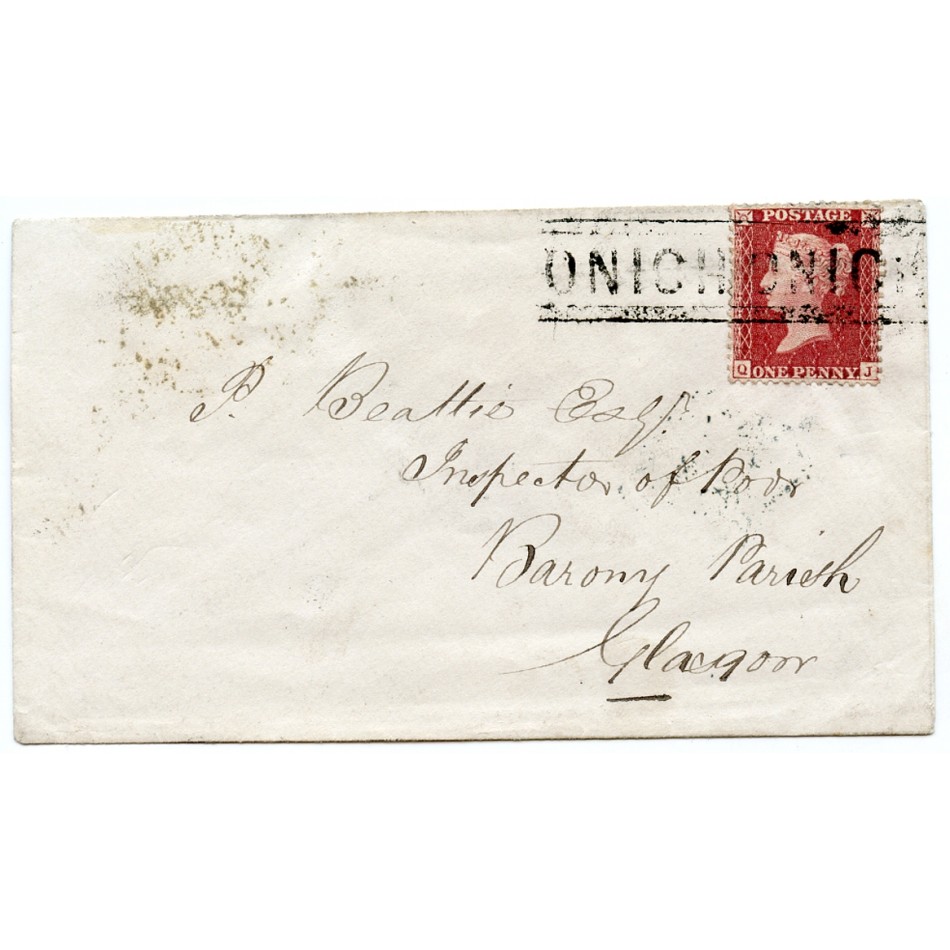 POSTAGE
ONICH ONICH
Q ONE PENNY J
P. Beattie Esqr.
Inspector of Poor
Barony Parish
Glasgow